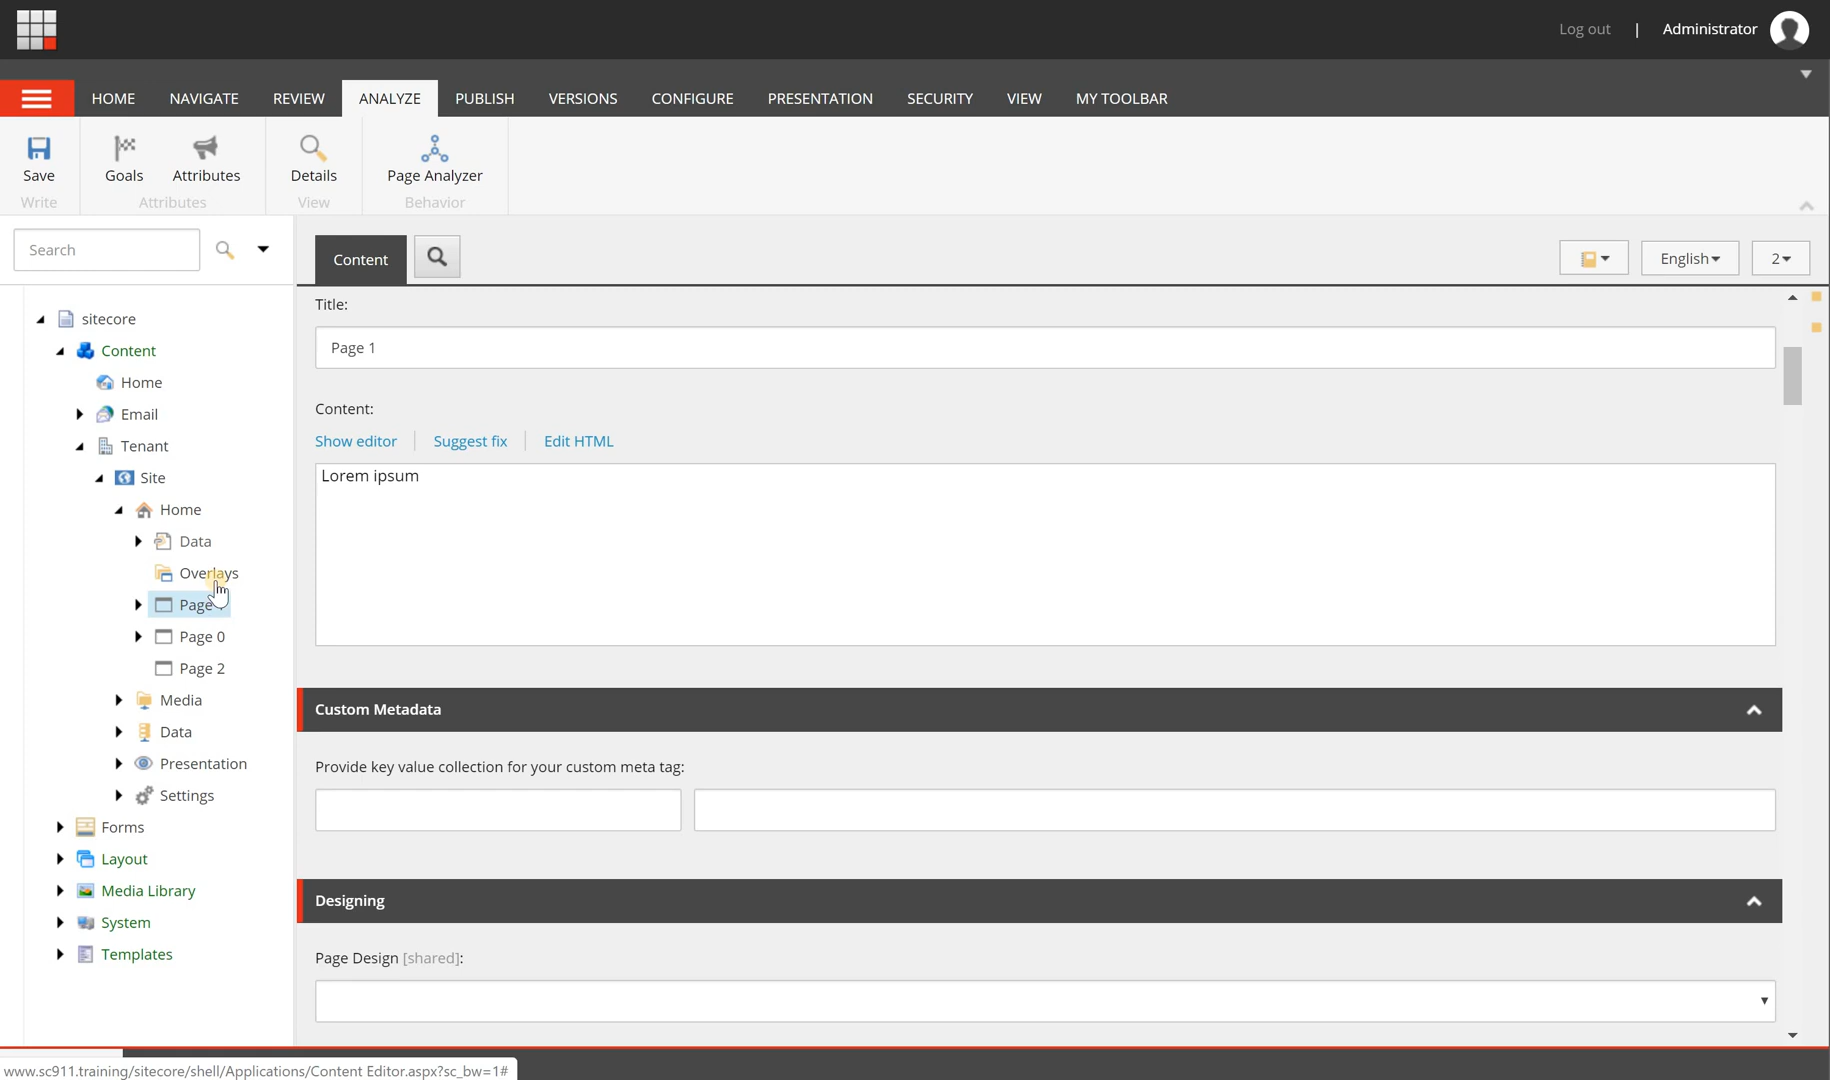 Log out | Administrator
HOME NAVIGATE REVIEW ANALYZE PUBLISH VERSIONS CONFIGURE PRESENTATION SECURITY VIEW MY TOOLBAR
Save Goals Attributes Details Page Analyzer
Write Attributes View Behavior
Search
Content English 2
sitecore
Content
Home
Email
Tenant
Site
Home
Data
Overlays
Page
Page 0
Page 2
Media
Data
Presentation
Settings
Forms
Layout
Media Library
System
Templates
Title:
Page 1
Content:
Show editor Suggest fix Edit HTML
Lorem ipsum
Custom Metadata
Provide key value collection for your custom meta tag:
Designing
Page Design [shared]:
www.sc911.training/sitecore/shell/Applications/Content Editor.aspx?sc_bw=1#